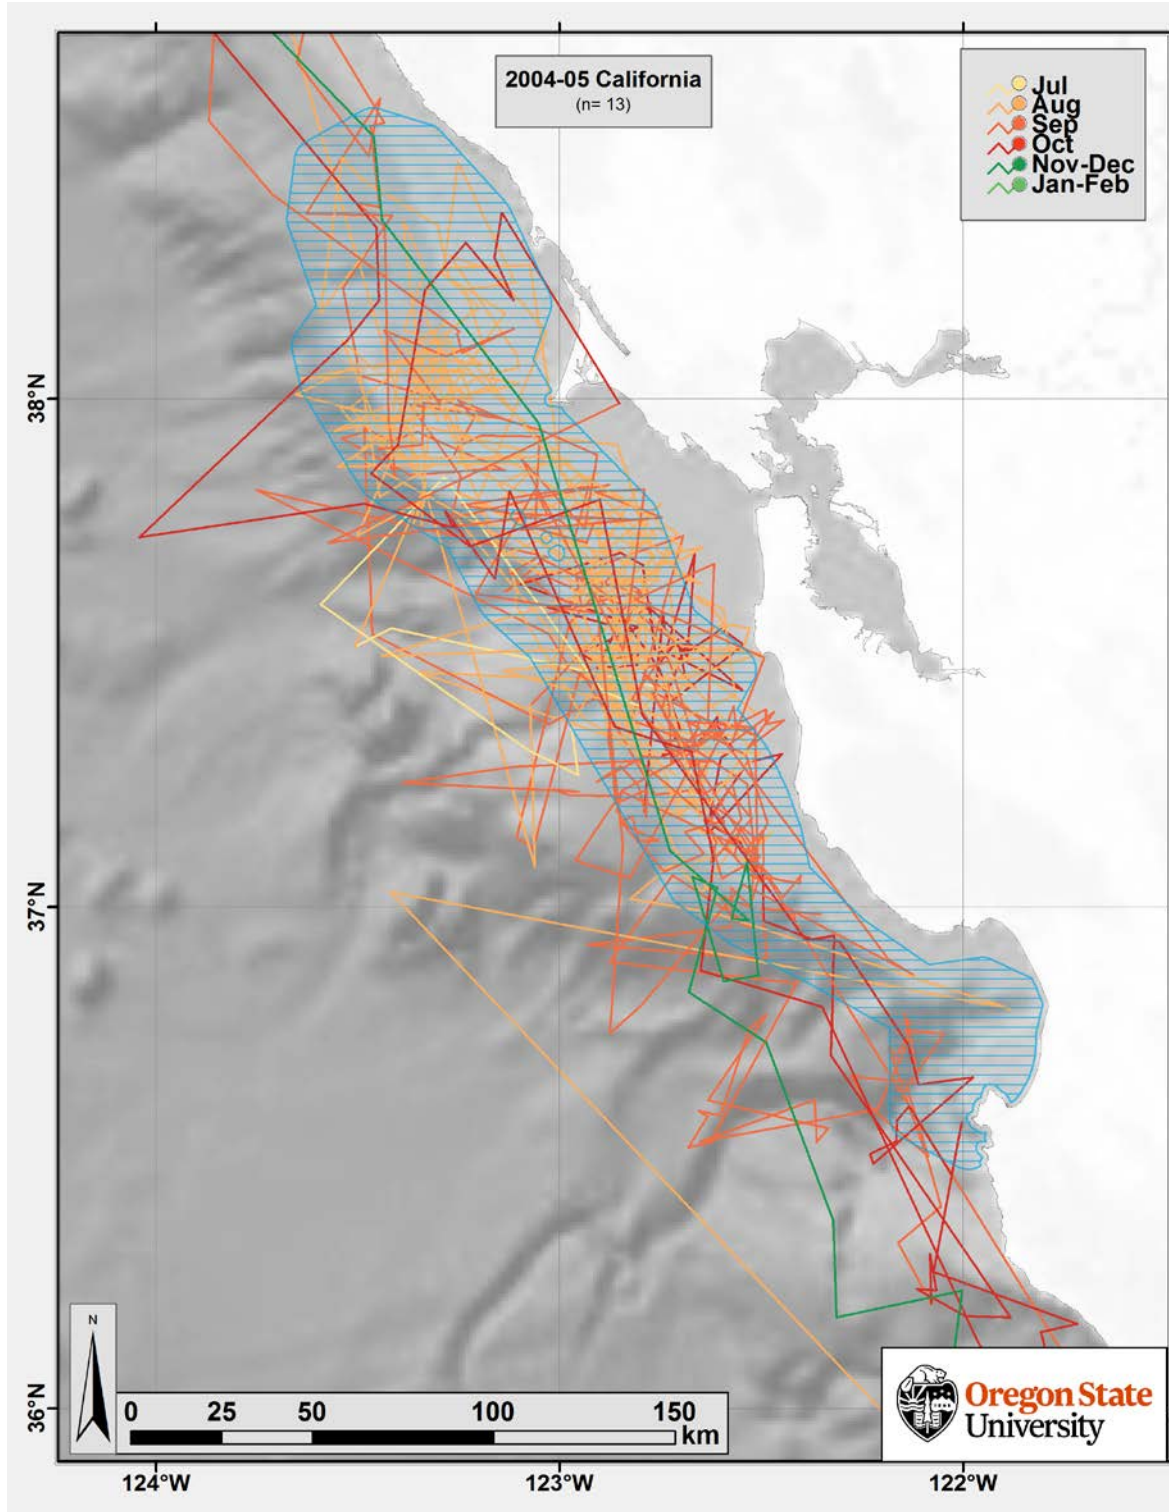 2004-05 California
(n= 13)
Jul
Aug
Sep
Oct
Nov-Dec
Jan-Feb
38°N
37°N
36°N
N
0 25 50 100 150
km
Oregon State
University
124°W 123°W 122°W